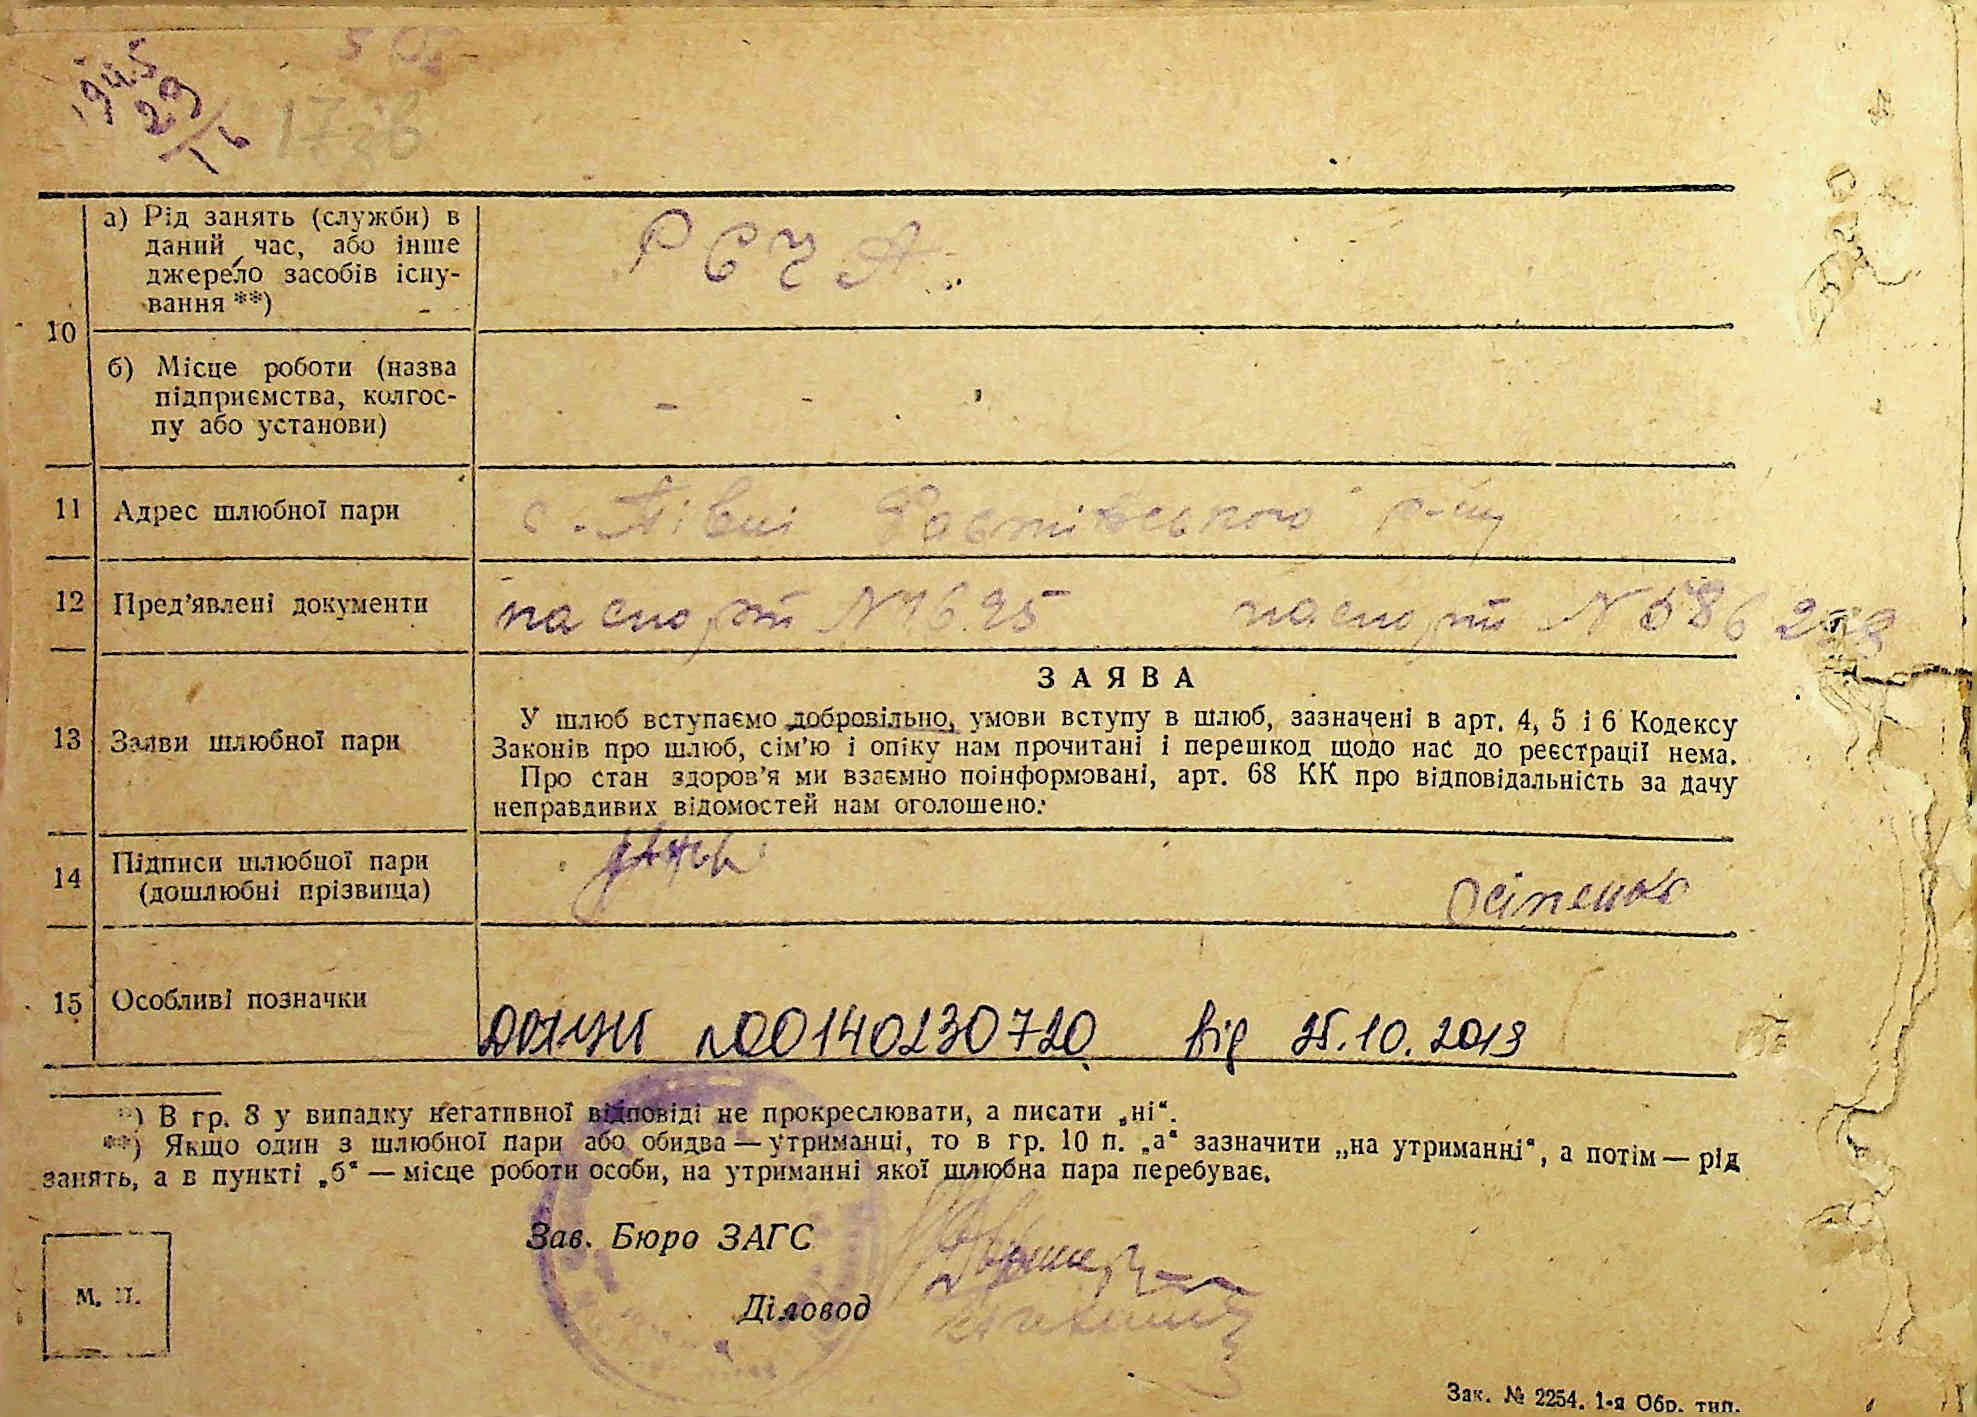 1945
29
17зв
10
а) Рід занять (служби) в
даний час, або інше
джерело засобів існу-
вання **)
Р С Ч А
б) Місце роботи (назва
підприємства, колгос-
пу або установи)
11 Адрес шлюбної пари
с. Півні Фастівського р-ну
12 Пред’явлені документи
паспорт N 1695 паспорт N
13 Заяви шлюбної пари
ЗАЯВА
У шлюб вступаємо добровільно, умови вступу в шлюб, зазначені в арт. 4, 5 і 6 Кодексу
Законів про шлюб, сім’ю і опіку нам прочитані і перешкод щодо нас до реєстрації нема.
Про стан здоров’я ми взаємно поінформовані, арт. 68 КК про відповідальність за дачу
неправдивих відомостей нам оголошено.
14 Підписи шлюбної пари
(дошлюбні прізвища)
Осіпенко
15 Особливі позначки
№00140230720 від 25.10.2013
*) В гр. 8 у випадку негативної відповіді не прокреслювати, а писати „ні“.
**) Якщо один з шлюбної пари або обидва — утриманці, то в гр. 10 п. „а“ зазначити „на утриманні“, а потім — рід
занять, а в пункті „б“ — місце роботи особи, на утриманні якої шлюбна пара перебуває.
Зав. Бюро ЗАГС
М. П.
Діловод
Зак. № 2254. 1-я Обр. тип.